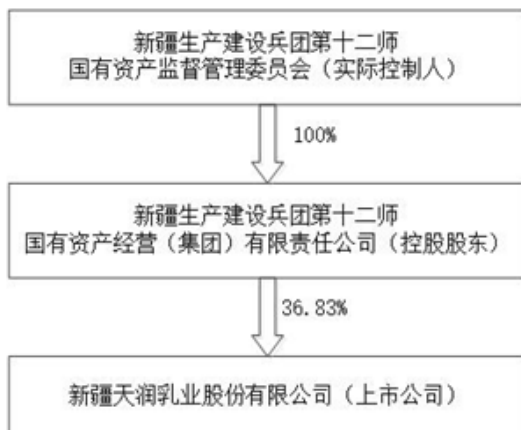 新疆生产建设兵团第十二师
国有资产监督管理委员会（实际控制人）
100%
新疆生产建设兵团第十二师
国有资产经营（集团）有限责任公司（控股股东）
36.83%
新疆天润乳业股份有限公司（上市公司）